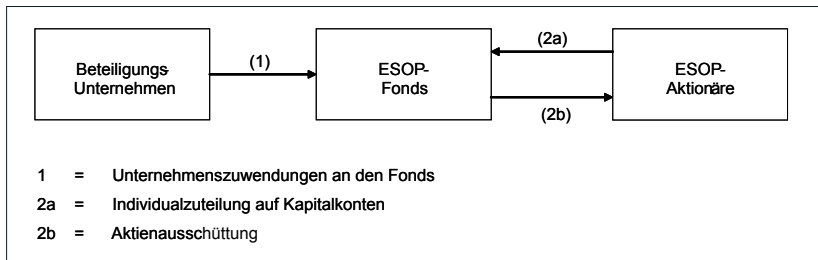 Beteiligungs-
Unternehmen
(1)
ESOP-
Fonds
(2a)
(2b)
ESOP-
Aktionäre
1 = Unternehmenszuwendungen an den Fonds
2a = Individualzuteilung auf Kapitalkonten
2b = Aktienausschüttung